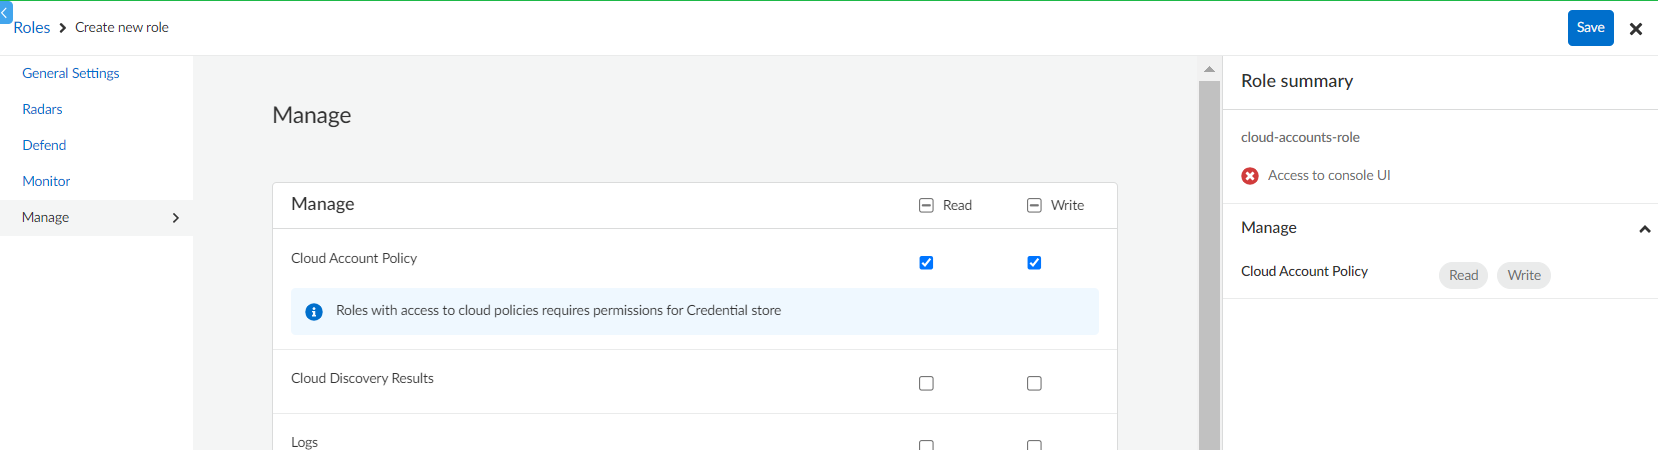 Roles > Create new role
Save
General Settings
Radars
Defend
Monitor
Manage
Manage
Manage Read Write
Cloud Account Policy
Roles with access to cloud policies requires permissions for Credential store
Cloud Discovery Results
Logs
Role summary
cloud-accounts-role
Access to console UI
Manage
Cloud Account Policy Read Write